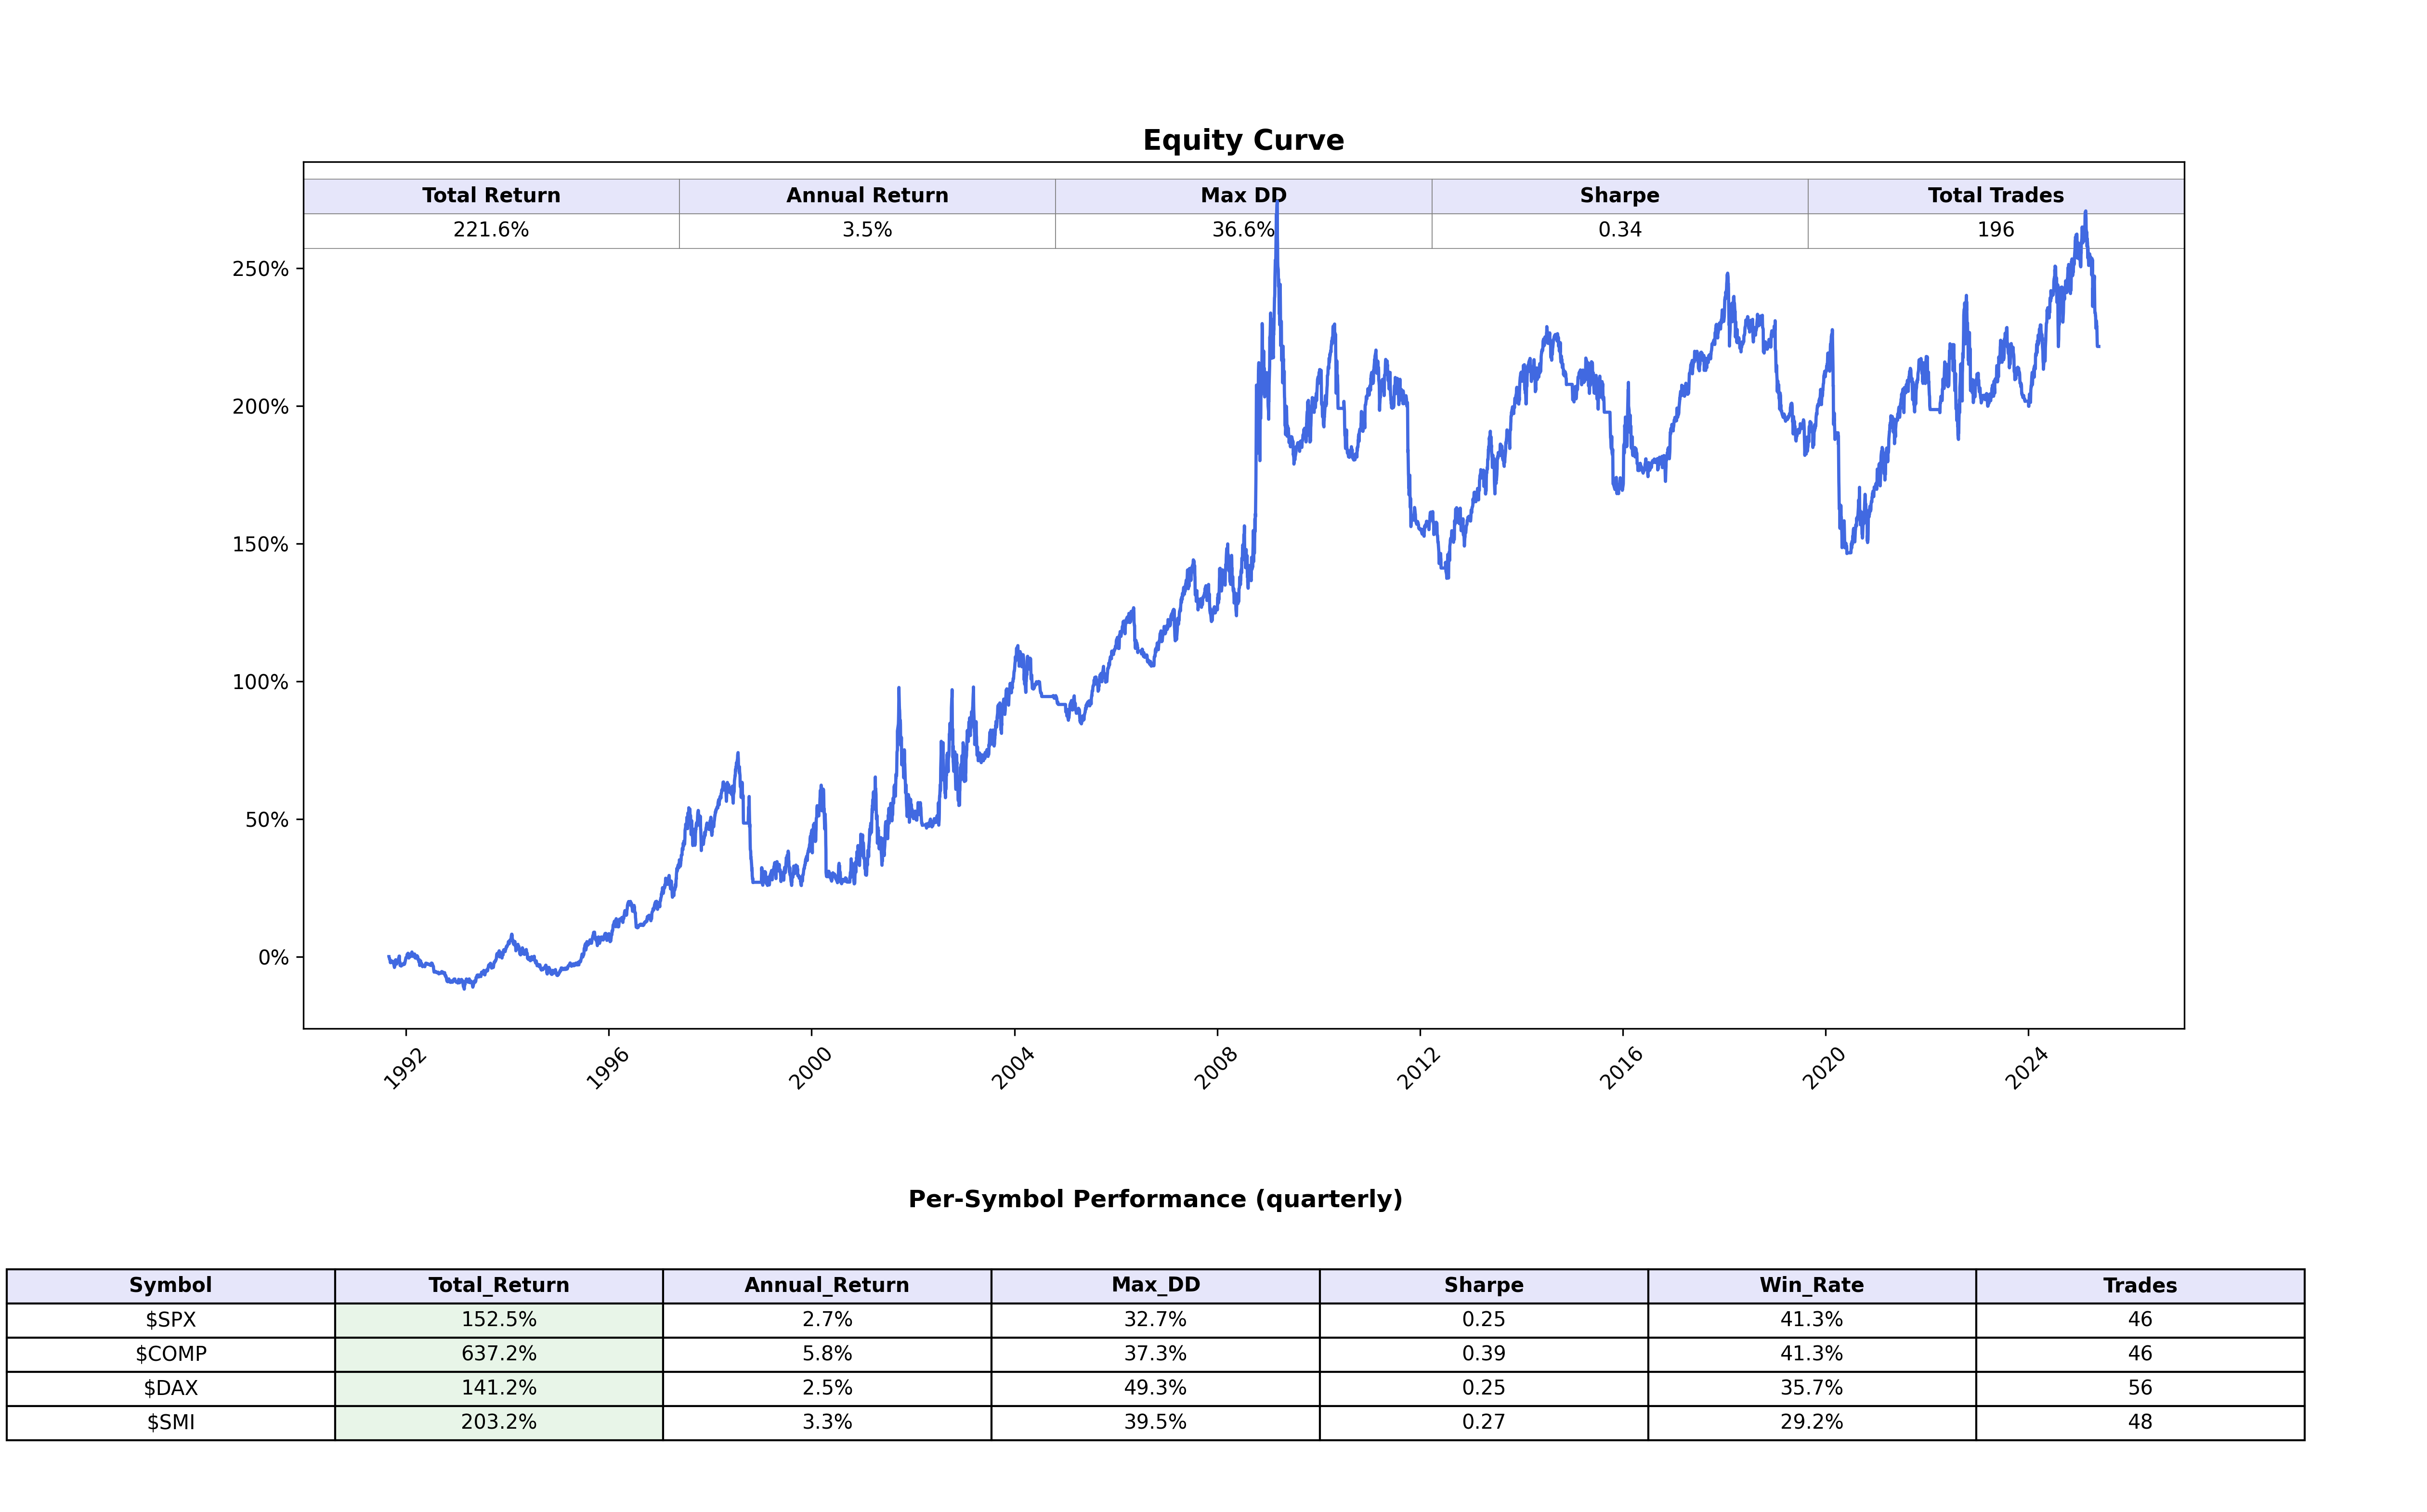 Equity Curve
Total Return Annual Return Max DD Sharpe Total Trades
221.6% 3.5% 36.6% 0.34 196
250%
200%
150%
100%
50%
0%
1992 1996 2000 2004 2008 2012 2016 2020 2024
Per-Symbol Performance (quarterly)
Symbol Total_Return Annual_Return Max_DD Sharpe Win_Rate Trades
$SPX 152.5% 2.7% 32.7% 0.25 41.3% 46
$COMP 637.2% 5.8% 37.3% 0.39 41.3% 46
$DAX 141.2% 2.5% 49.3% 0.25 35.7% 56
$SMI 203.2% 3.3% 39.5% 0.27 29.2% 48